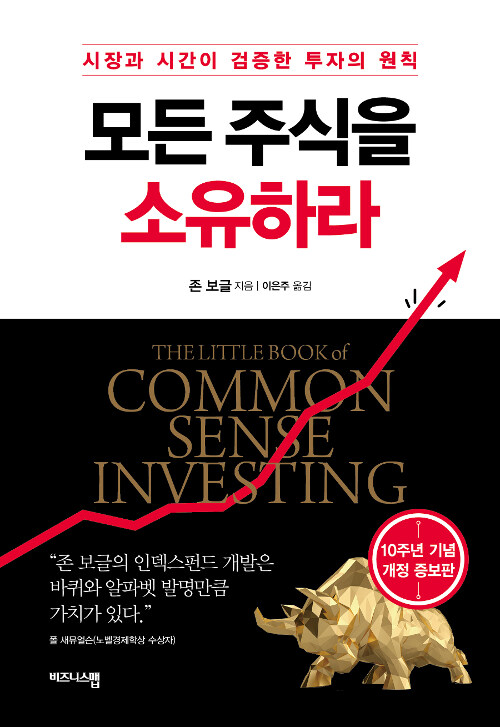 시장과 시간이 검증한 투자의 원칙
모든 주식을
소유하라
존 보글 지음 | 이은주 옮김
THE LITTLE BOOK of
COMMON
SENSE
INVESTING
10주년 기념
개정 증보판
“존 보글의 인덱스펀드 개발은
바퀴와 알파벳 발명만큼
가치가 있다.”
폴 새뮤얼슨(노벨경제학상 수상자)
비즈니스맵